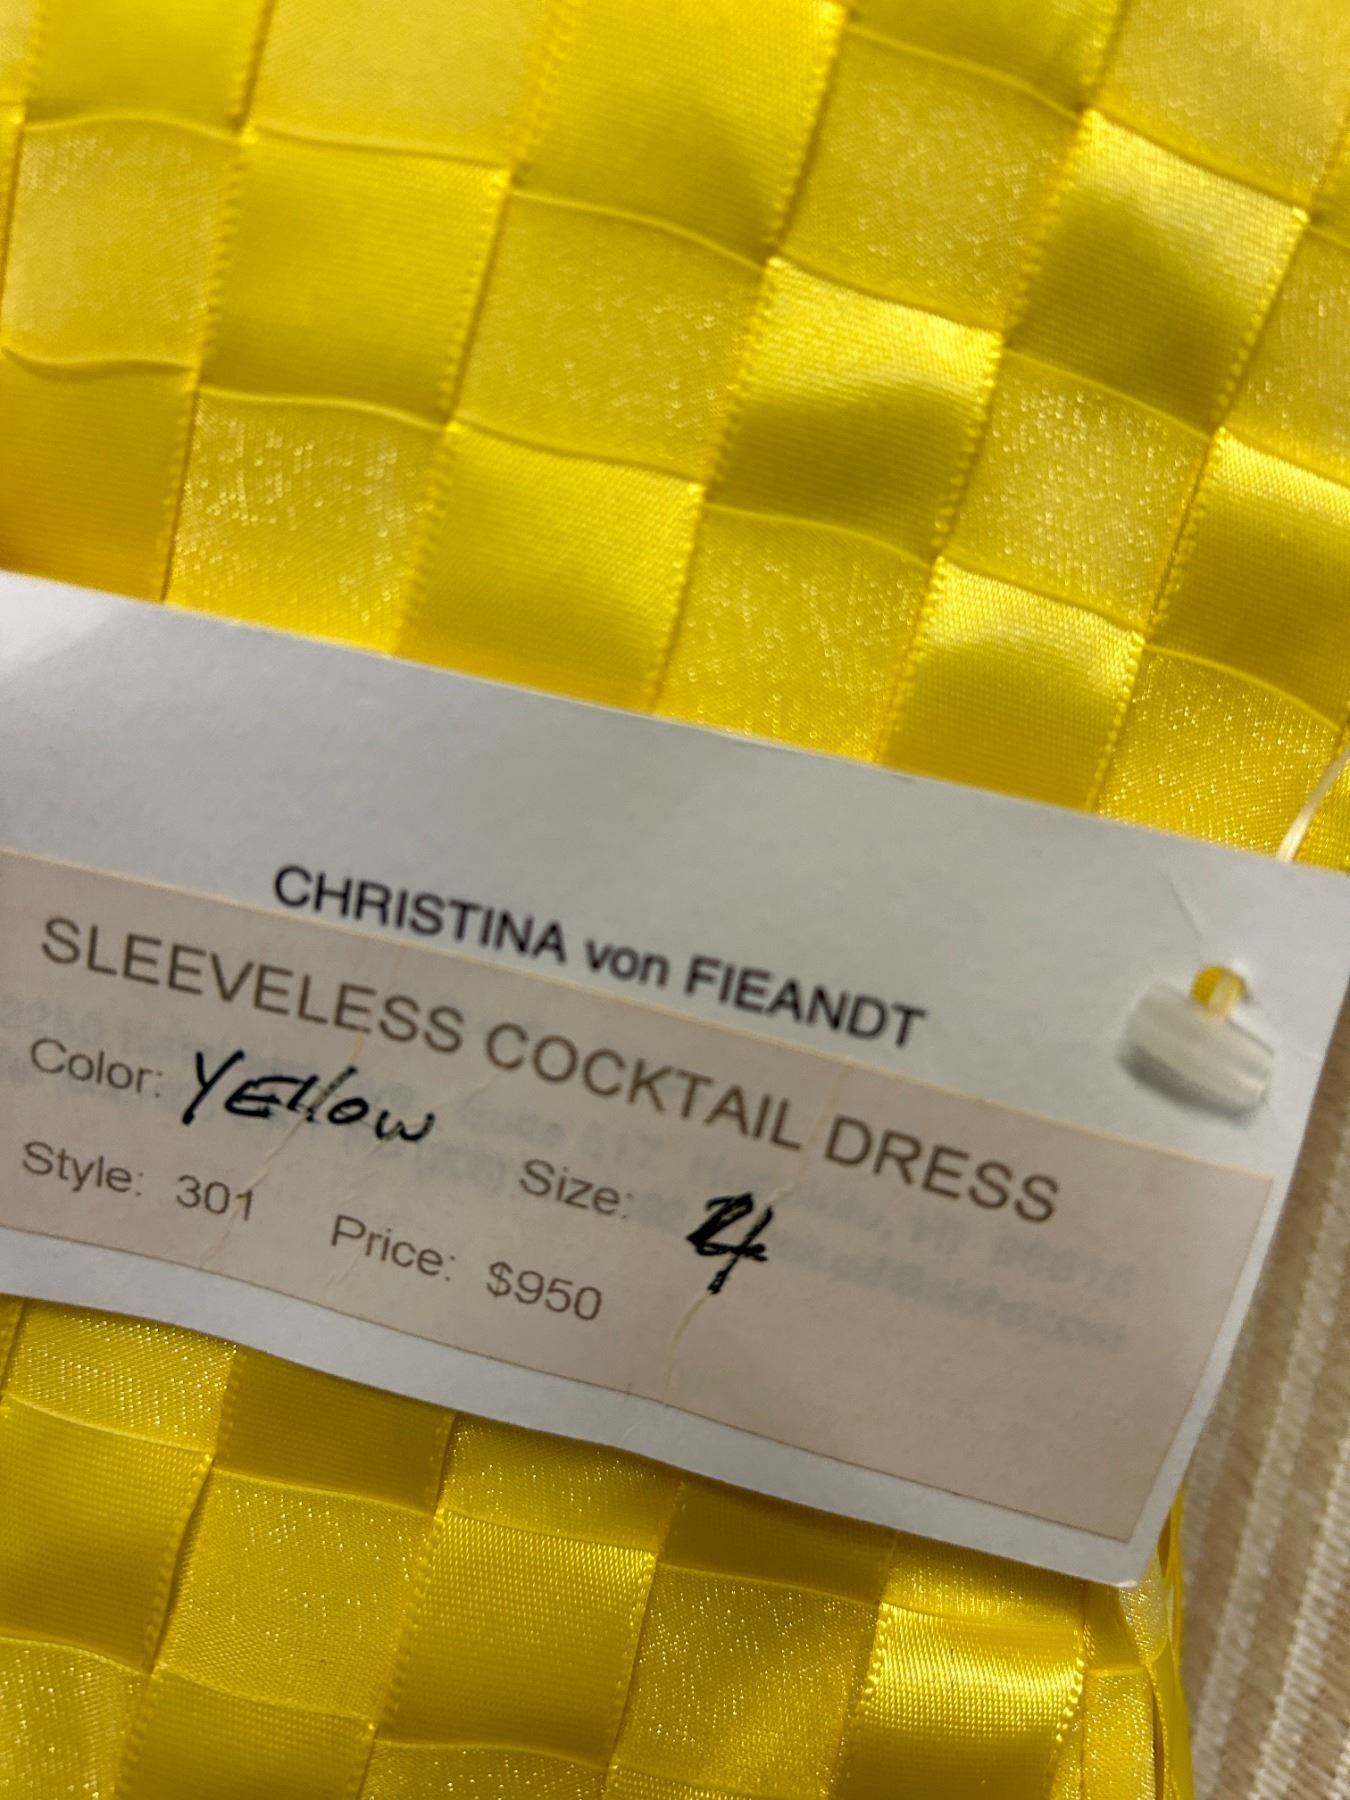 CHRISTINA von FIEANDT
SLEEVELESS COCKTAIL DRESS
Color: YEllow Size: 4
Style: 301 Price: $950